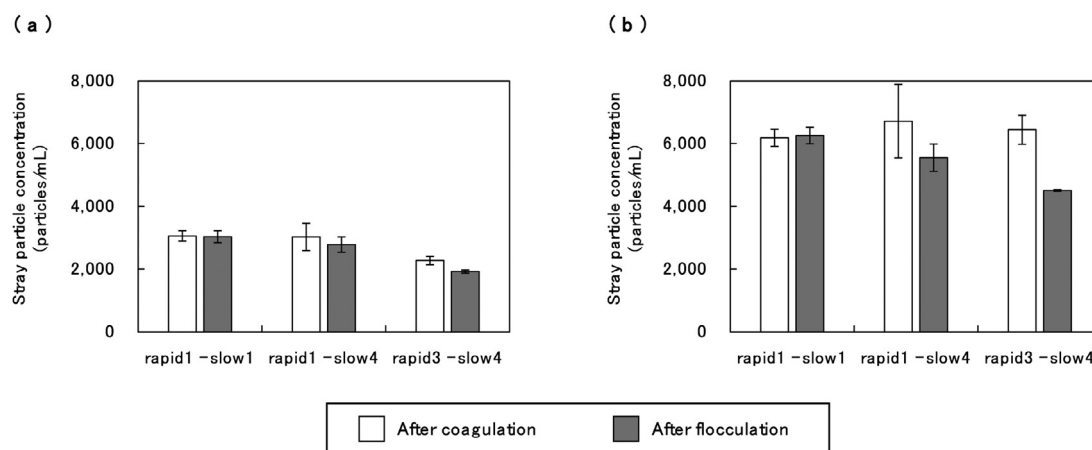 ( a )
Stray particle concentration
(particles/mL)
8,000
6,000
4,000
2,000
0
rapid1 -slow1
rapid1 -slow4
rapid3 -slow4
( b )
Stray particle concentration
(particles/mL)
8,000
6,000
4,000
2,000
0
rapid1 -slow1
rapid1 -slow4
rapid3 -slow4
After coagulation
After flocculation